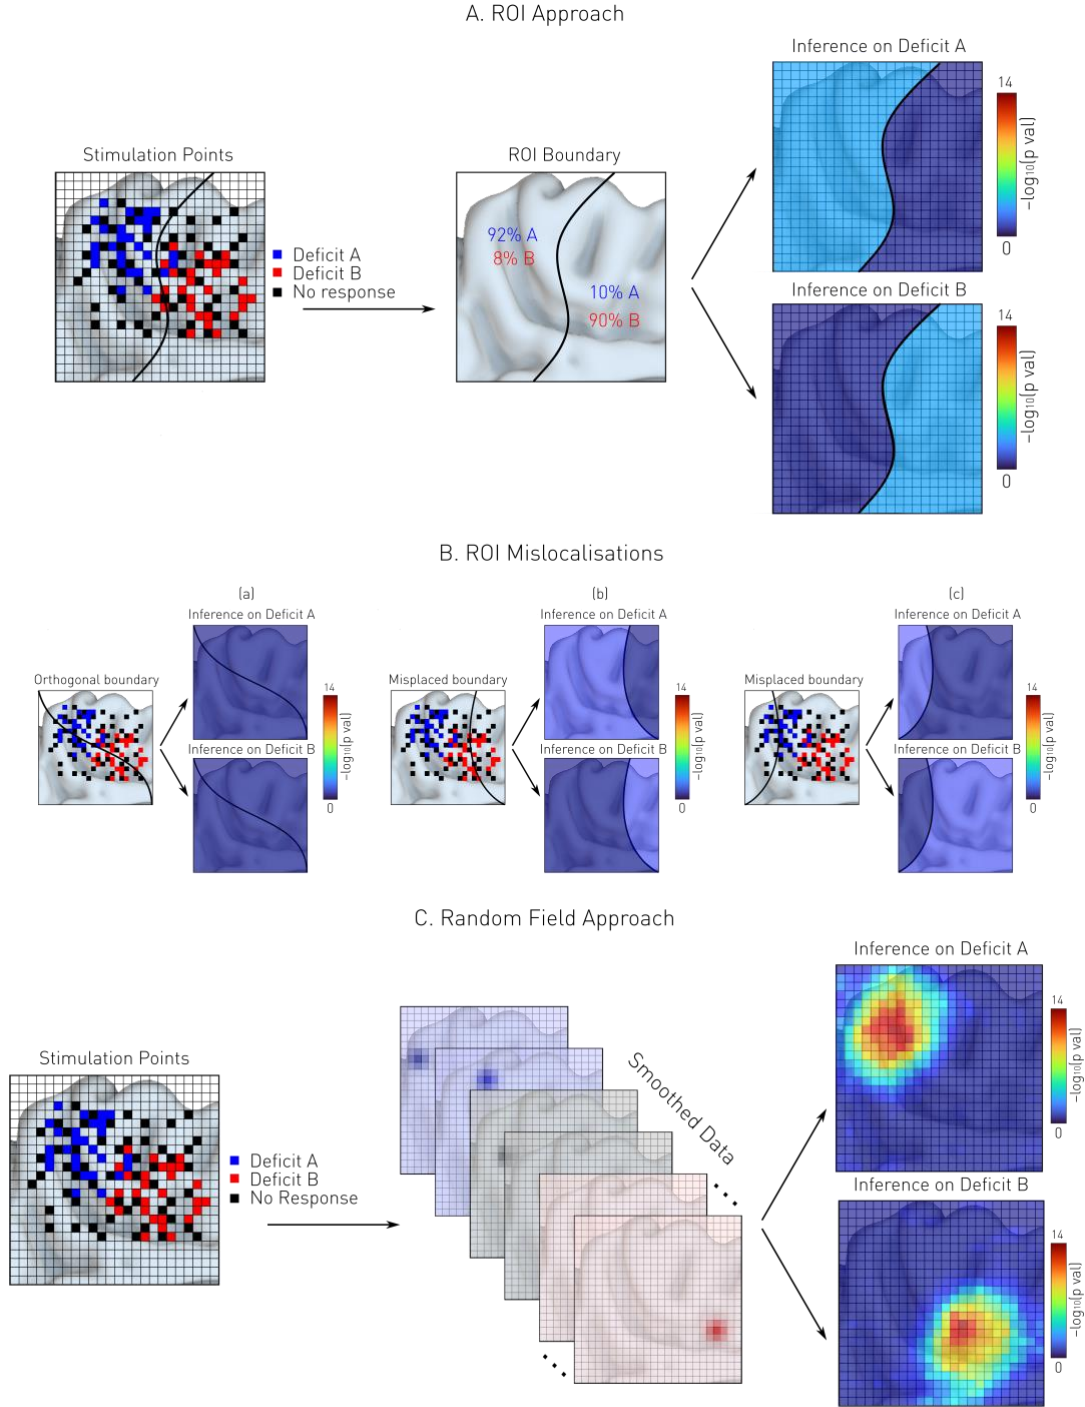 A. ROI Approach
Inference on Deficit A
14
-log10(p val)
0
Stimulation Points
Deficit A
Deficit B
No response
ROI Boundary
92% A
8% B
10% A
90% B
Inference on Deficit B
14
-log10(p val)
0
B. ROI Mislocalisations
(a)
Inference on Deficit A
Orthogonal boundary
14
-log10(p val)
0
Inference on Deficit B
(b)
Inference on Deficit A
Misplaced boundary
14
-log10(p val)
0
Inference on Deficit B
(c)
Inference on Deficit A
Misplaced boundary
14
-log10(p val)
0
Inference on Deficit B
C. Random Field Approach
Stimulation Points
Deficit A
Deficit B
No Response
Smoothed Data
Inference on Deficit A
14
-log10(p val)
0
Inference on Deficit B
14
-log10(p val)
0